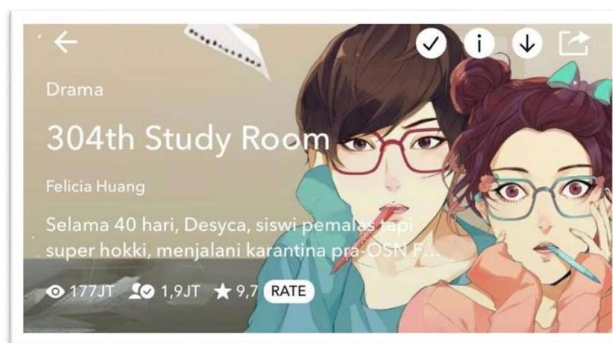 Drama
304th Study Room
Felicia Huang
Selama 40 hari, Desyca, siswi pemalas tapi
super hokki, menjalani karantina pra-OSN F...
177JT 1,9JT 9,7 RATE